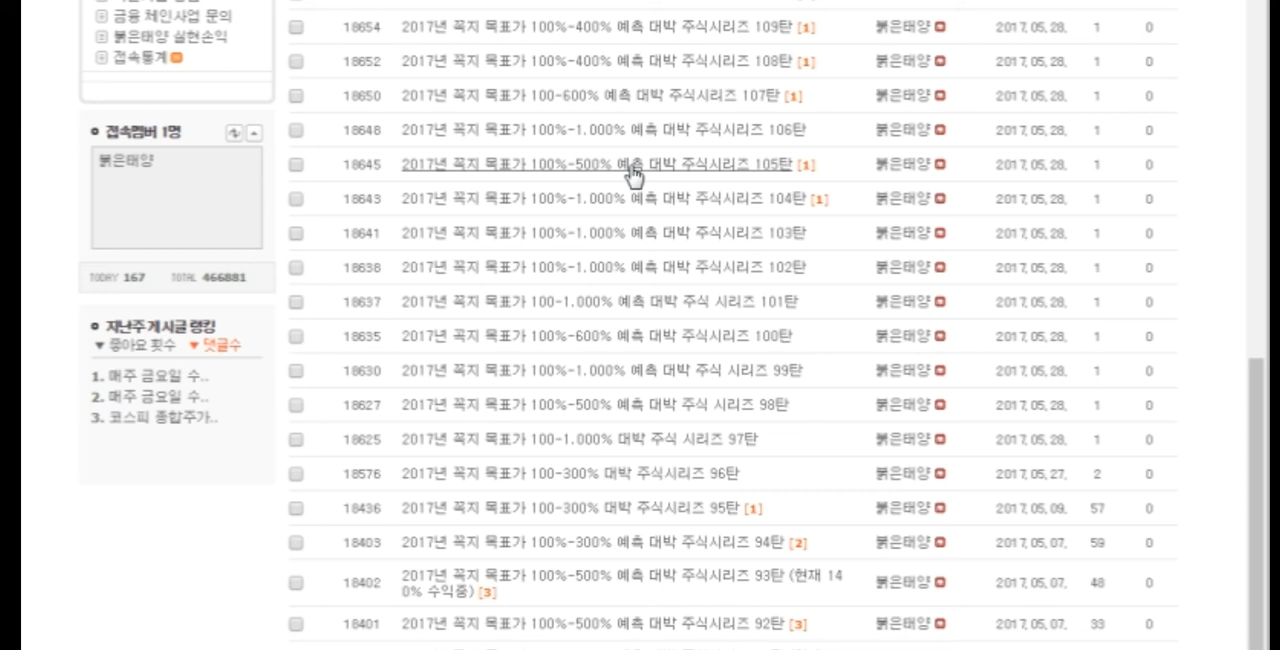 금융 체인사업 문의
붉은태양 실현손익
접속통계
접속멤버 1명
붉은태양
TODAY 167 TOTAL 466881
지난주 게시글 랭킹
▼ 좋아요 횟수 ▼ 댓글수
1. 매주 금요일 수..
2. 매주 금요일 수..
3. 코스피 종합주가..
18654 2017년 꼭지 목표가 100%-400% 예측 대박 주식시리즈 109탄 [1] 붉은태양 2017.05.28. 1 0
18652 2017년 꼭지 목표가 100%-400% 예측 대박 주식시리즈 108탄 [1] 붉은태양 2017.05.28. 1 0
18650 2017년 꼭지 목표가 100-600% 예측 대박 주식시리즈 107탄 [1] 붉은태양 2017.05.28. 1 0
18648 2017년 꼭지 목표가 100%-1.000% 예측 대박 주식시리즈 106탄 붉은태양 2017.05.28. 1 0
18645 2017년 꼭지 목표가 100%-500% 예측 대박 주식시리즈 105탄 [1] 붉은태양 2017.05.28. 1 0
18643 2017년 꼭지 목표가 100%-1.000% 예측 대박 주식시리즈 104탄 [1] 붉은태양 2017.05.28. 1 0
18641 2017년 꼭지 목표가 100%-1.000% 예측 대박 주식시리즈 103탄 붉은태양 2017.05.28. 1 0
18638 2017년 꼭지 목표가 100%-1.000% 예측 대박 주식시리즈 102탄 붉은태양 2017.05.28. 1 0
18637 2017년 꼭지 목표가 100-1.000% 예측 대박 주식 시리즈 101탄 붉은태양 2017.05.28. 1 0
18635 2017년 꼭지 목표가 100%-600% 예측 대박 주식시리즈 100탄 붉은태양 2017.05.28. 1 0
18630 2017년 꼭지 목표가 100%-1.000% 예측 대박 주식 시리즈 99탄 붉은태양 2017.05.28. 1 0
18627 2017년 꼭지 목표가 100%-500% 예측 대박 주식 시리즈 98탄 붉은태양 2017.05.28. 1 0
18625 2017년 꼭지 목표가 100-1.000% 대박 주식 시리즈 97탄 붉은태양 2017.05.28. 1 0
18576 2017년 꼭지 목표가 100-300% 대박 주식시리즈 96탄 붉은태양 2017.05.27. 2 0
18436 2017년 꼭지 목표가 100-300% 대박 주식시리즈 95탄 [1] 붉은태양 2017.05.09. 57 0
18403 2017년 꼭지 목표가 100%-300% 예측 대박 주식시리즈 94탄 [2] 붉은태양 2017.05.07. 59 0
18402 2017년 꼭지 목표가 100%-500% 예측 대박 주식시리즈 93탄 (현재 14
0% 수익중) [3] 붉은태양 2017.05.07. 48 0
18401 2017년 꼭지 목표가 100%-500% 예측 대박 주식시리즈 92탄 [3] 붉은태양 2017.05.07. 33 0